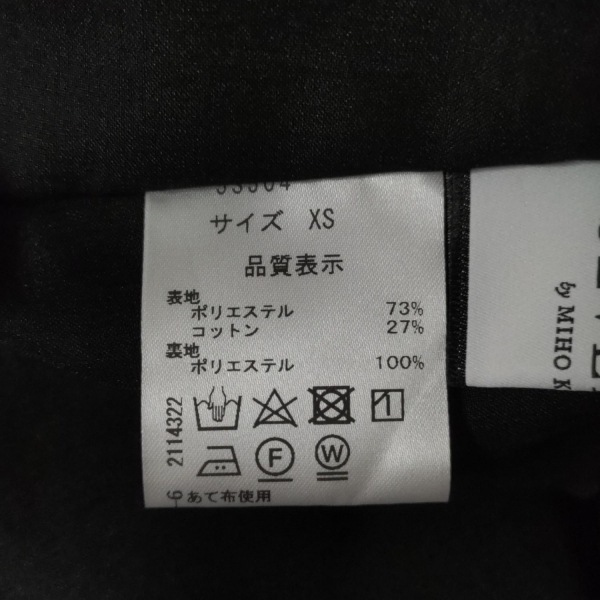 サイズ XS
品質表示
表地
ポリエステル 73%
コットン 27%
裏地
ポリエステル 100%
2114322
F
W
あて布使用
by MIHO K